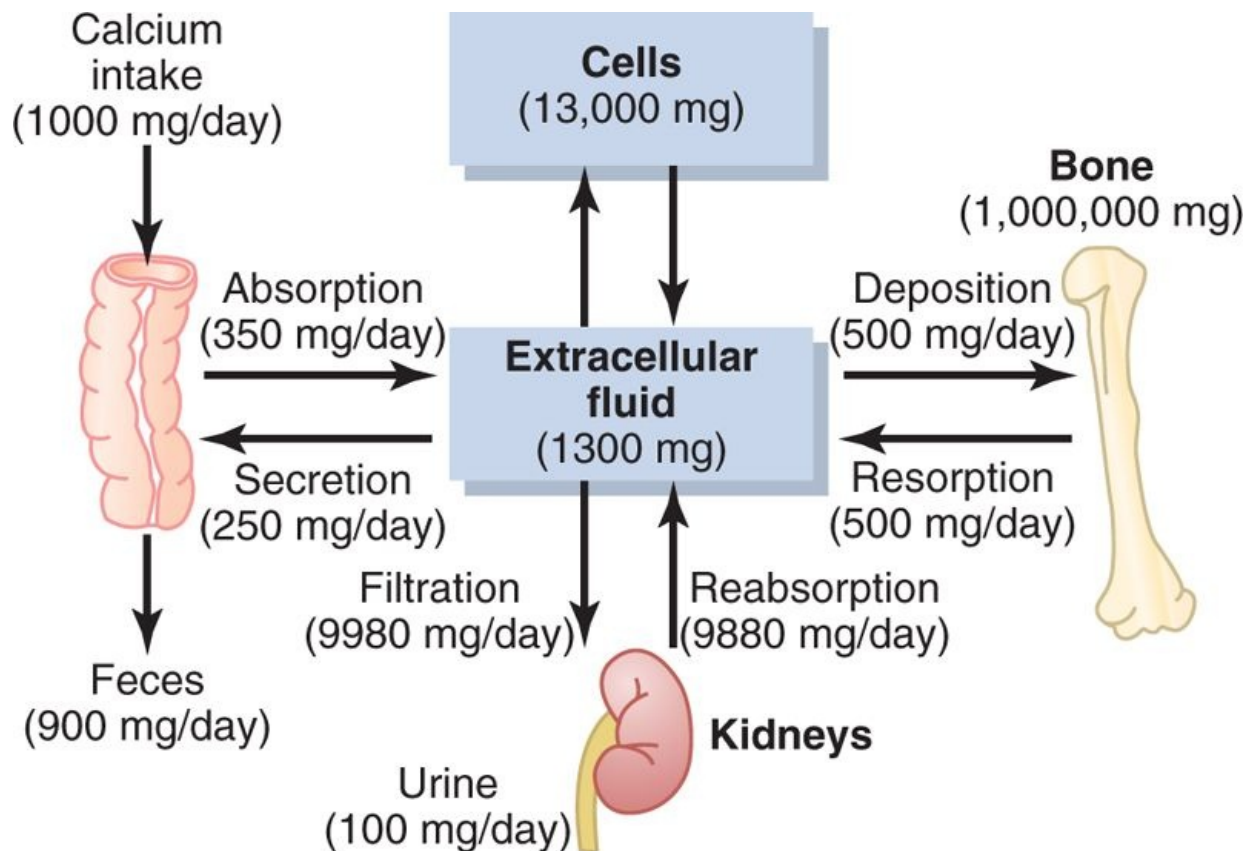 Calcium
intake
(1000 mg/day)
Cells
(13,000 mg)
Bone
(1,000,000 mg)
Absorption
(350 mg/day)
Extracellular
fluid
(1300 mg)
Deposition
(500 mg/day)
Secretion
(250 mg/day)
Resorption
(500 mg/day)
Filtration
(9980 mg/day)
Reabsorption
(9880 mg/day)
Feces
(900 mg/day)
Kidneys
Urine
(100 mg/day)